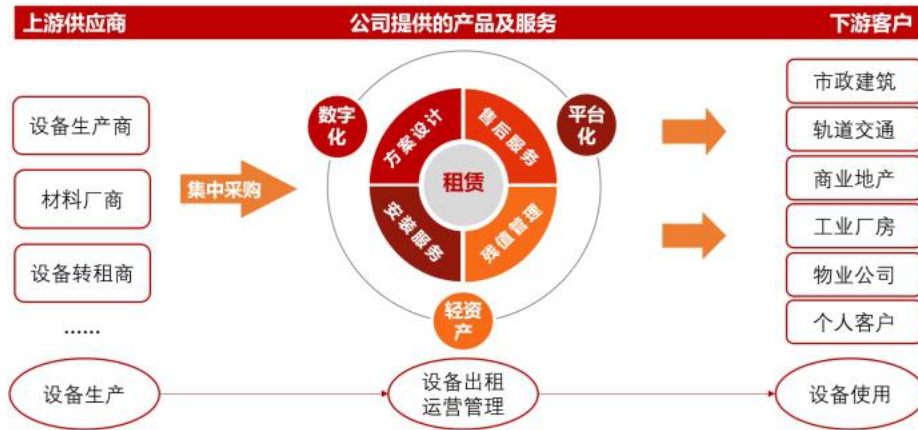 上游供应商
公司提供的产品及服务
下游客户
设备生产商
材料厂商
设备转租商
......
集中采购
数字
化
平台
化
轻资
产
方案设计
售后服务
安装服务
残值管理
租赁
市政建筑
轨道交通
商业地产
工业厂房
物业公司
个人客户
设备生产
设备出租
运营管理
设备使用